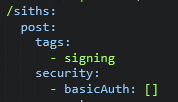 /siths:
post:
tags:
- signing
security:
- basicAuth: []